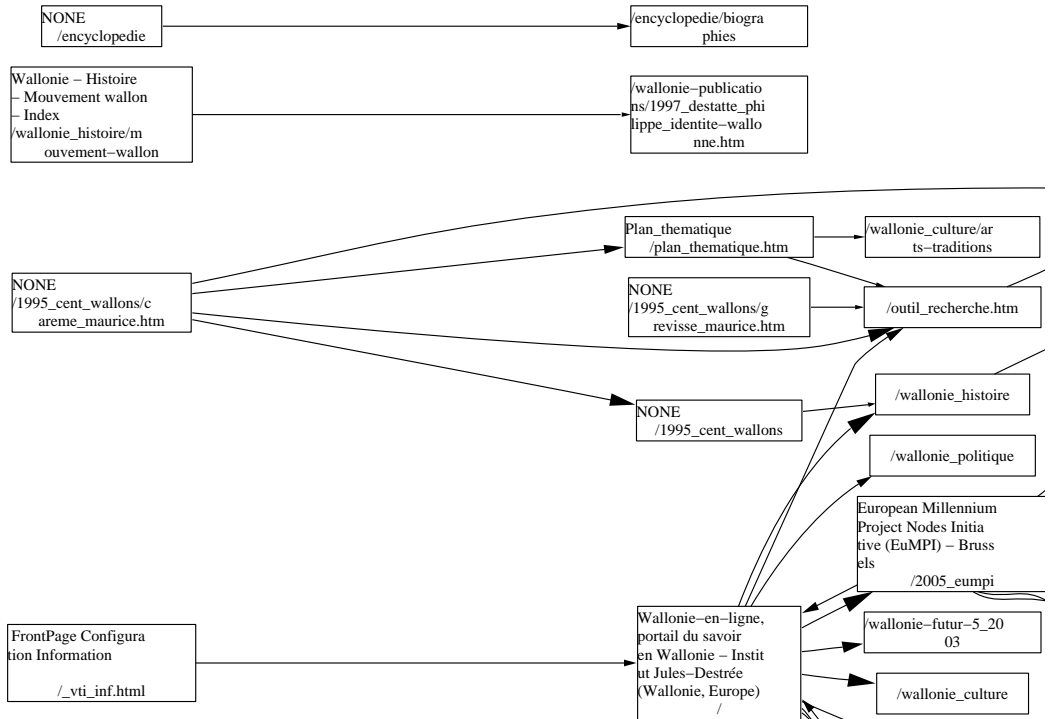 NONE
/encyclopedie
/encyclopedie/biogra
phies
Wallonie – Histoire
– Mouvement wallon
– Index
/wallonie_histoire/m
ouvement–wallon
/wallonie–publicatio
ns/1997_destatte_phi
lippe_identite–wallo
nne.htm
Plan_thematique
/plan_thematique.htm
/wallonie_culture/ar
ts–traditions
NONE
/1995_cent_wallons/c
areme_maurice.htm
NONE
/1995_cent_wallons/g
revisse_maurice.htm
/outil_recherche.htm
/wallonie_histoire
NONE
/1995_cent_wallons
/wallonie_politique
European Millennium
Project Nodes Initia
tive (EuMPI) – Bruss
els
/2005_eumpi
FrontPage Configura
tion Information
/_vti_inf.html
Wallonie–en–ligne,
portail du savoir
en Wallonie – Instit
ut Jules–Destrée
(Wallonie, Europe)
/
/wallonie–futur–5_20
03
/wallonie_culture